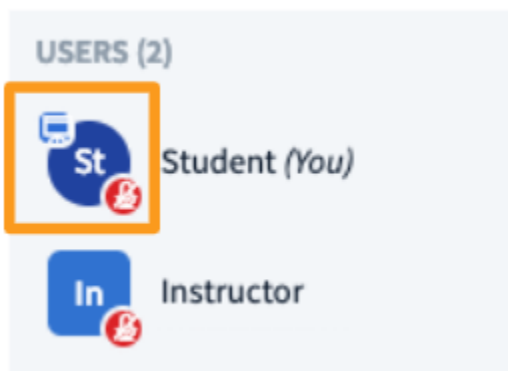 USERS (2)
St Student (You)
In Instructor